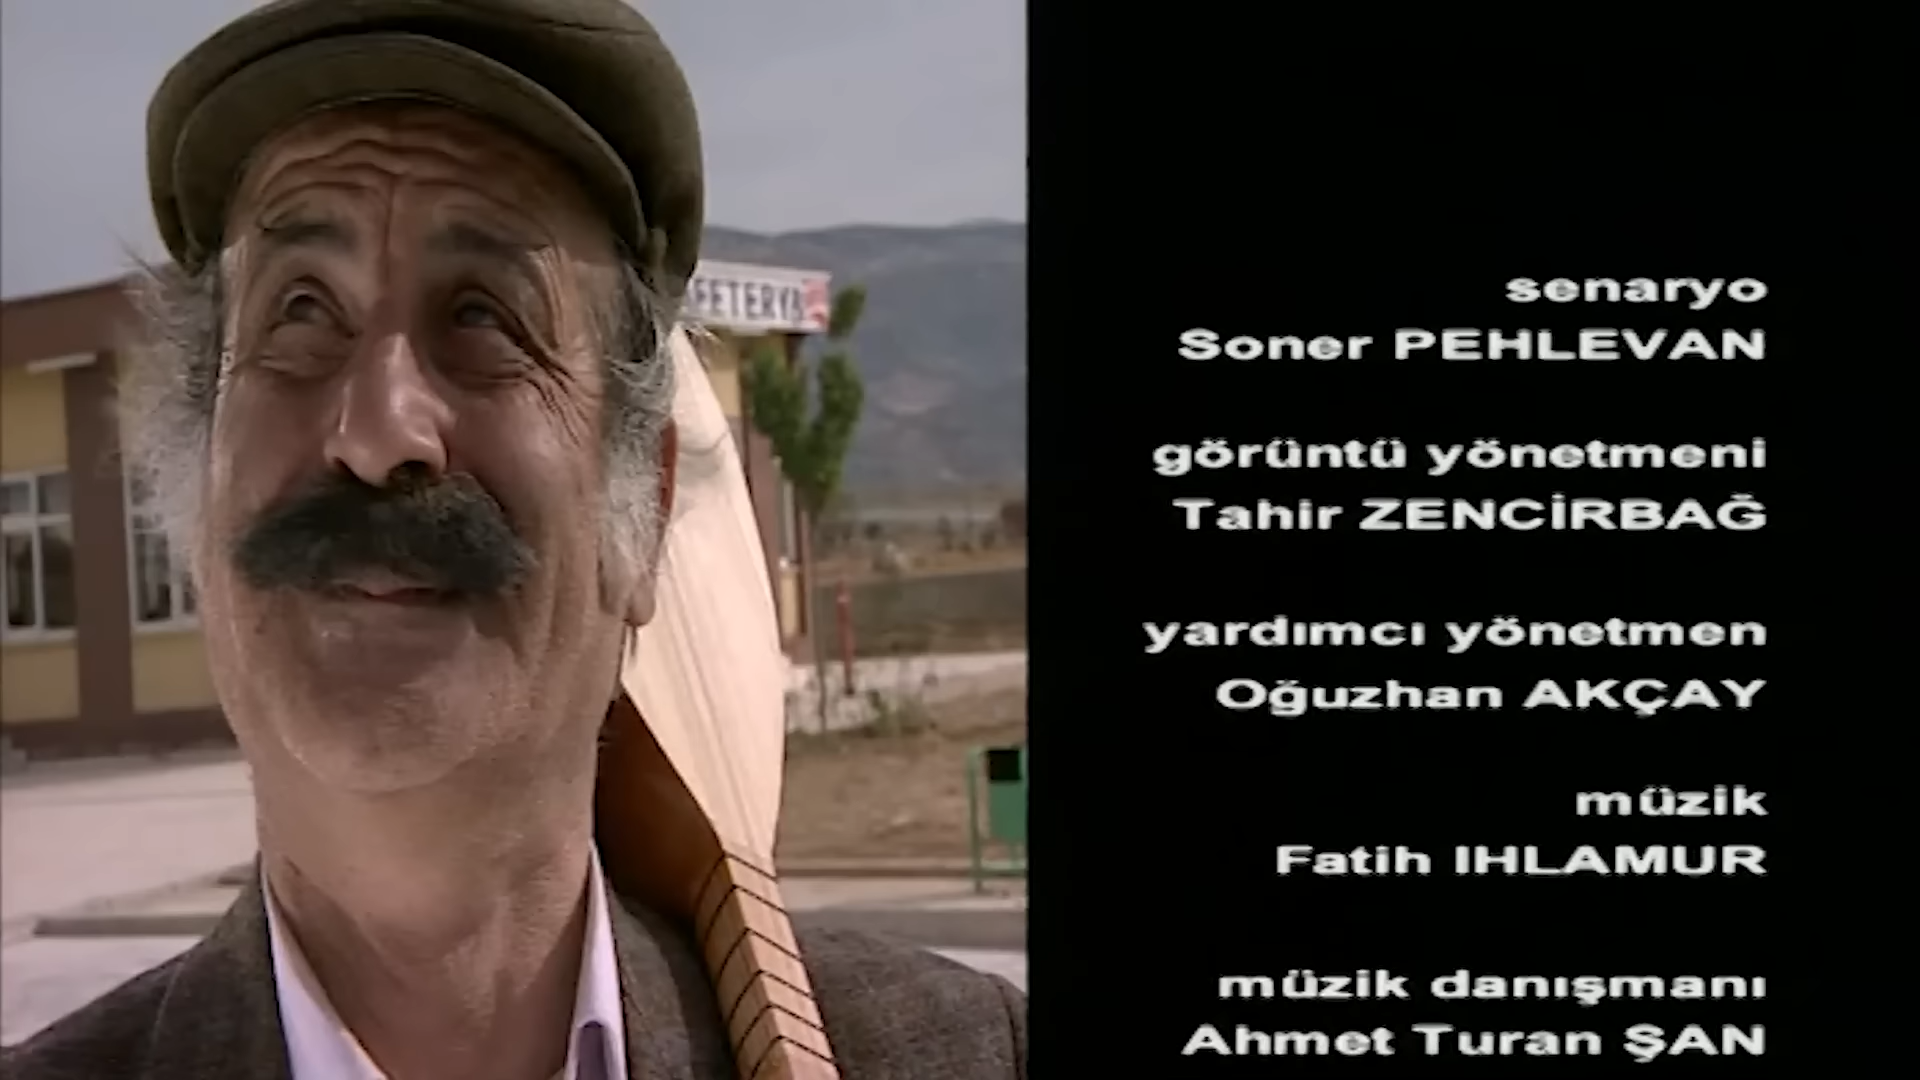 AFETERYA
senaryo
Soner PEHLEVAN
görüntü yönetmeni
Tahir ZENCİRBAĞ
yardımcı yönetmen
Oğuzhan AKÇAY
müzik
Fatih IHLAMUR
müzik danışmanı
Ahmet Turan ŞAN